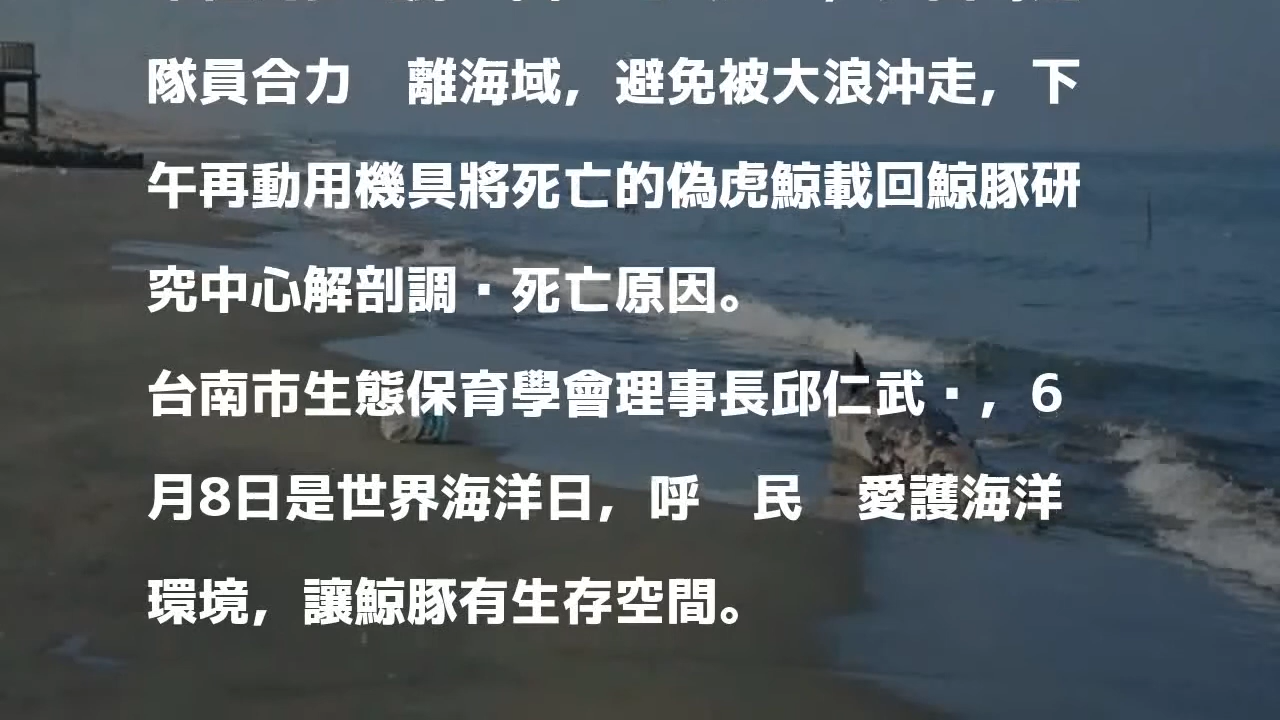 隊員合力　離海域，避免被大浪沖走，下
午再動用機具將死亡的偽虎鯨載回鯨豚研
究中心解剖調·死亡原因。
台南市生態保育學會理事長邱仁武·，6
月8日是世界海洋日，呼　民　愛護海洋
環境，讓鯨豚有生存空間。